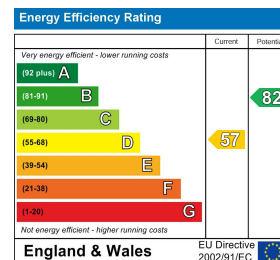 Energy Efficiency Rating
Current
Very energy efficient - lower running costs
(92 plus) A
(81-91) B
82
(69-80) C
(55-68) D
57
(39-54) E
(21-38) F
(1-20) G
Not energy efficient - higher running costs
England & Wales
EU Directive
2002/91/EC